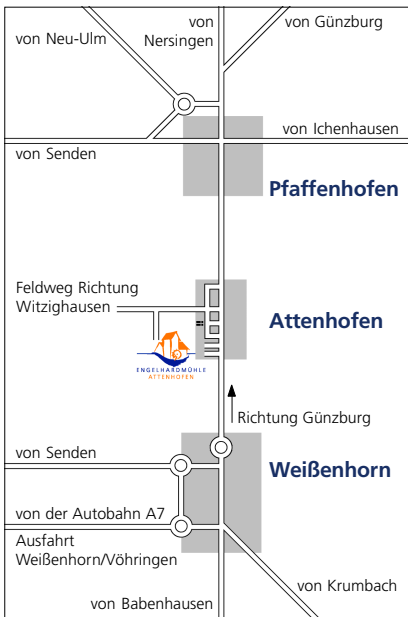 von
Nersingen
von Günzburg
von Neu-Ulm
von Ichenhausen
von Senden
Pfaffenhofen
Feldweg Richtung
Witzighausen
Attenhofen
ENGELHARDMÜHLE
ATTENHOFEN
Richtung Günzburg
von Senden
Weißenhorn
von der Autobahn A7
Ausfahrt
Weißenhorn/Vöhringen
von Krumbach
von Babenhausen